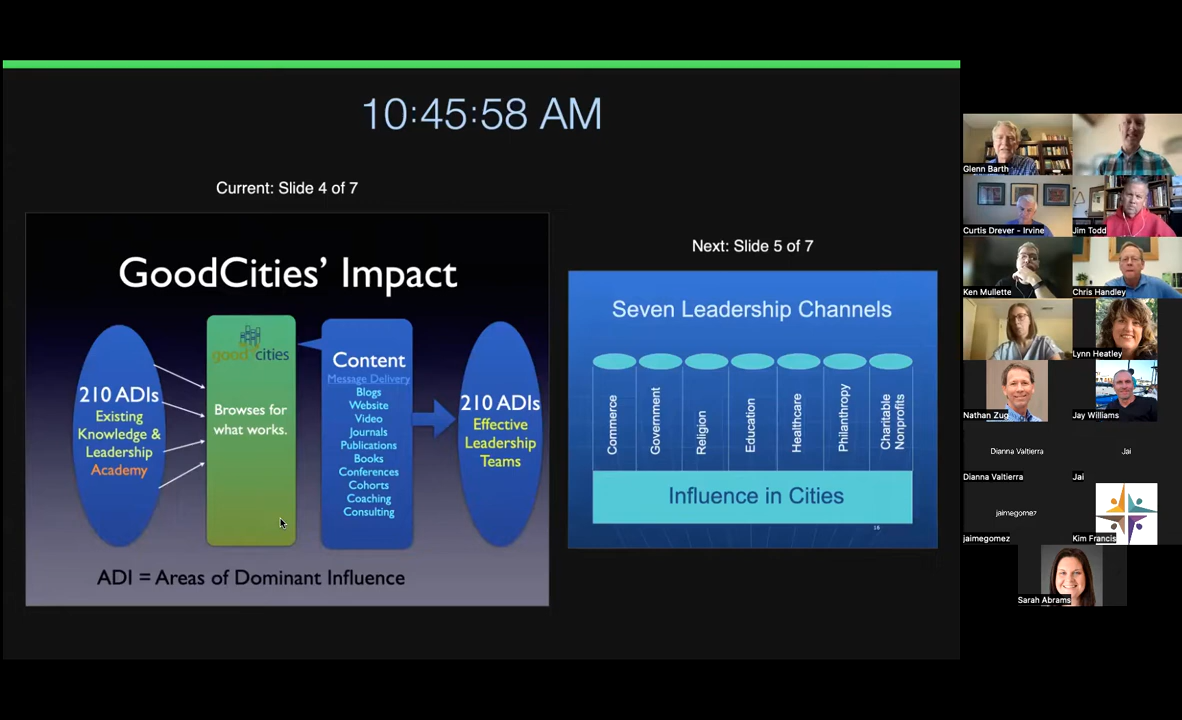 10:45:58 AM
Current: Slide 4 of 7
GoodCities' Impact
210 ADIs
Existing
Knowledge &
Leadership
Academy
good cities
Browses for
what works.
Content
Message Delivery
Blogs
Website
Video
Journals
Publications
Books
Conferences
Cohorts
Coaching
Consulting
210 ADIs
Effective
Leadership
Teams
ADI = Areas of Dominant Influence
Next: Slide 5 of 7
Seven Leadership Channels
Commerce
Government
Religion
Education
Healthcare
Philanthropy
Charitable
Nonprofits
Influence in Cities
Glenn Barth
Curtis Drever - Irvine
Jim Todd
Ken Mullette
Chris Handley
Lynn Heatley
Nathan Zug
Jay Williams
Dianna Valtierra
Jai
Dianna Valtierra
Jai
jaimegomez
jaimegomez
Kim Francis
Sarah Abrams